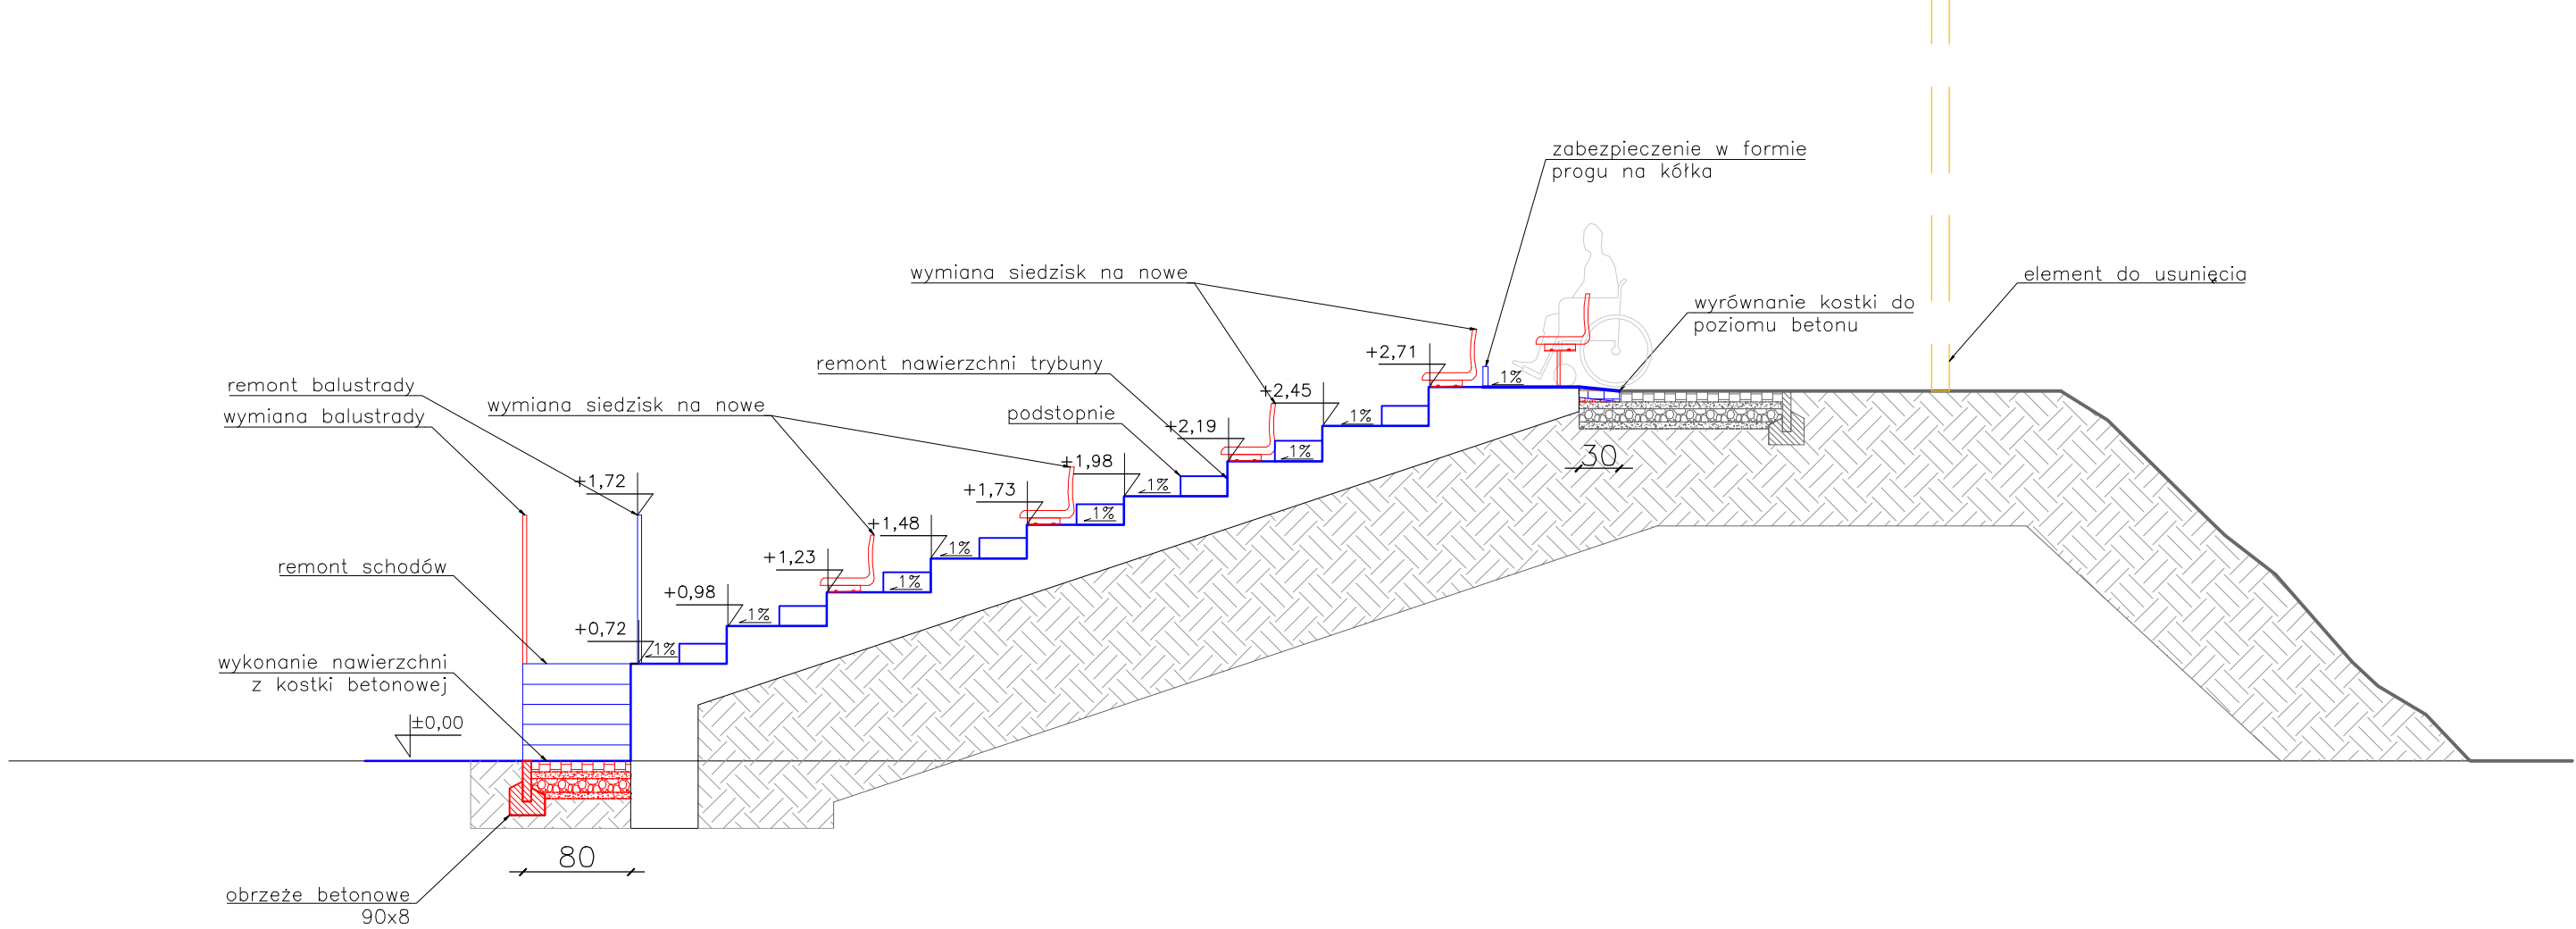 zabezpieczenie w formie
progu na kółka
wymiana siedzisk na nowe
element do usunięcia
wyrównanie kostki do
poziomu betonu
+2,71
remont nawierzchni trybuny
1%
remont balustrady
+2,45
wymiana siedzisk na nowe
podstopnie
wymiana balustrady
1%
+2,19
1%
30
+1,98
+1,72
1%
+1,73
1%
+1,48
1%
remont schodów
+1,23
1%
+0,98
1%
+0,72
1%
wykonanie nawierzchni
z kostki betonowej
±0,00
80
obrzeże betonowe
90x8